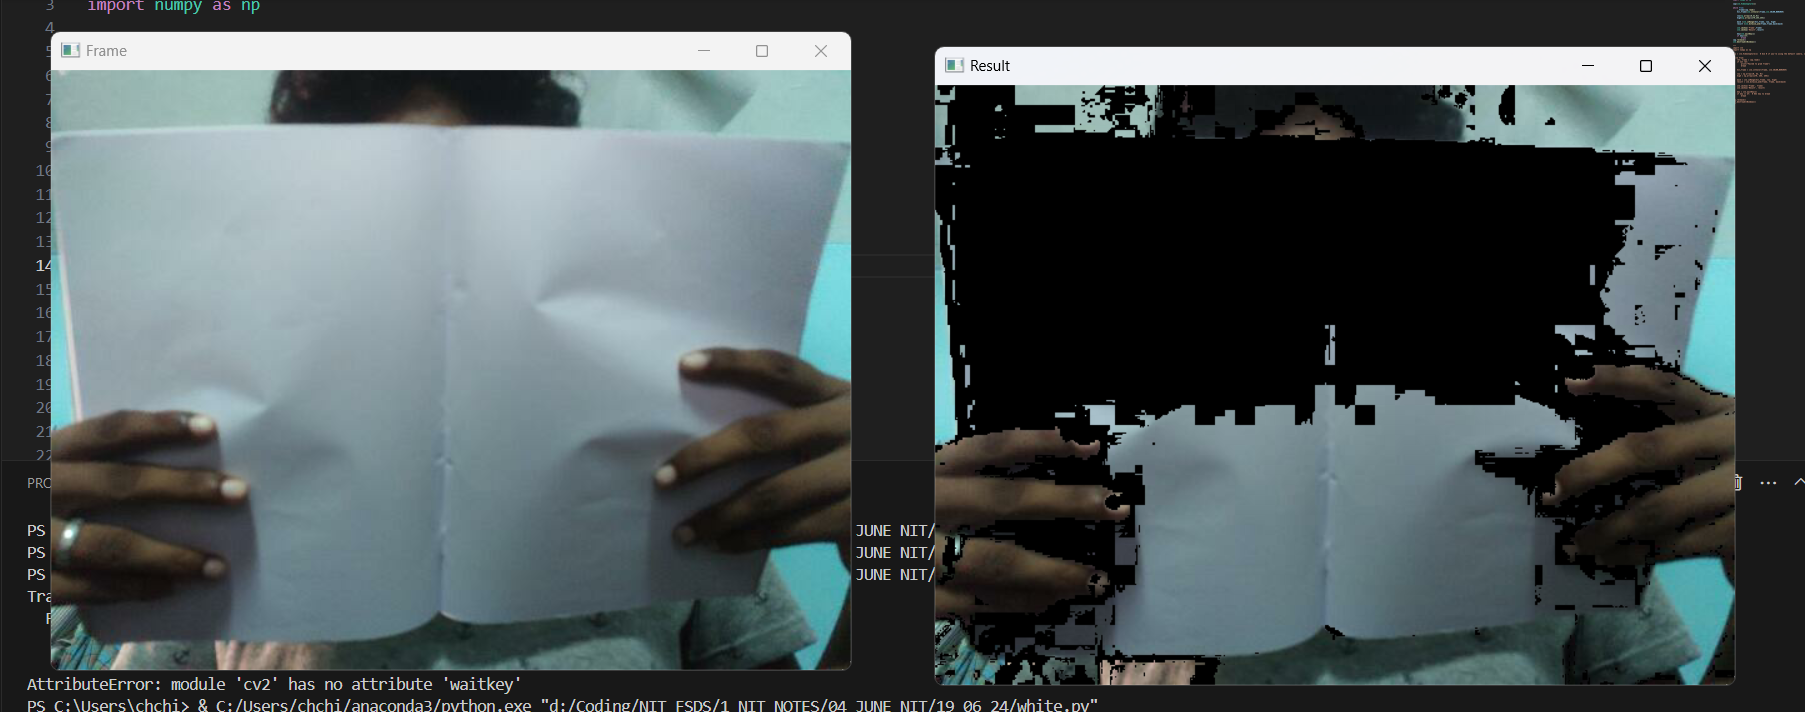 3 import numpy as np
4
5
Frame
Result
6
7
8
9
10
11
12
13
14
15
16
17
18
19
20
21
22
PRO
PS JUNE NIT/
PS JUNE NIT/
PS JUNE NIT/
Tra
F
AttributeError: module 'cv2' has no attribute 'waitkey'
PS C:\Users\chchi> & C:/Users/chchi/anaconda3/python.exe "d:/Coding/NIT FSDS/1 NIT NOTES/04 JUNE NIT/19 06 24/white.py"